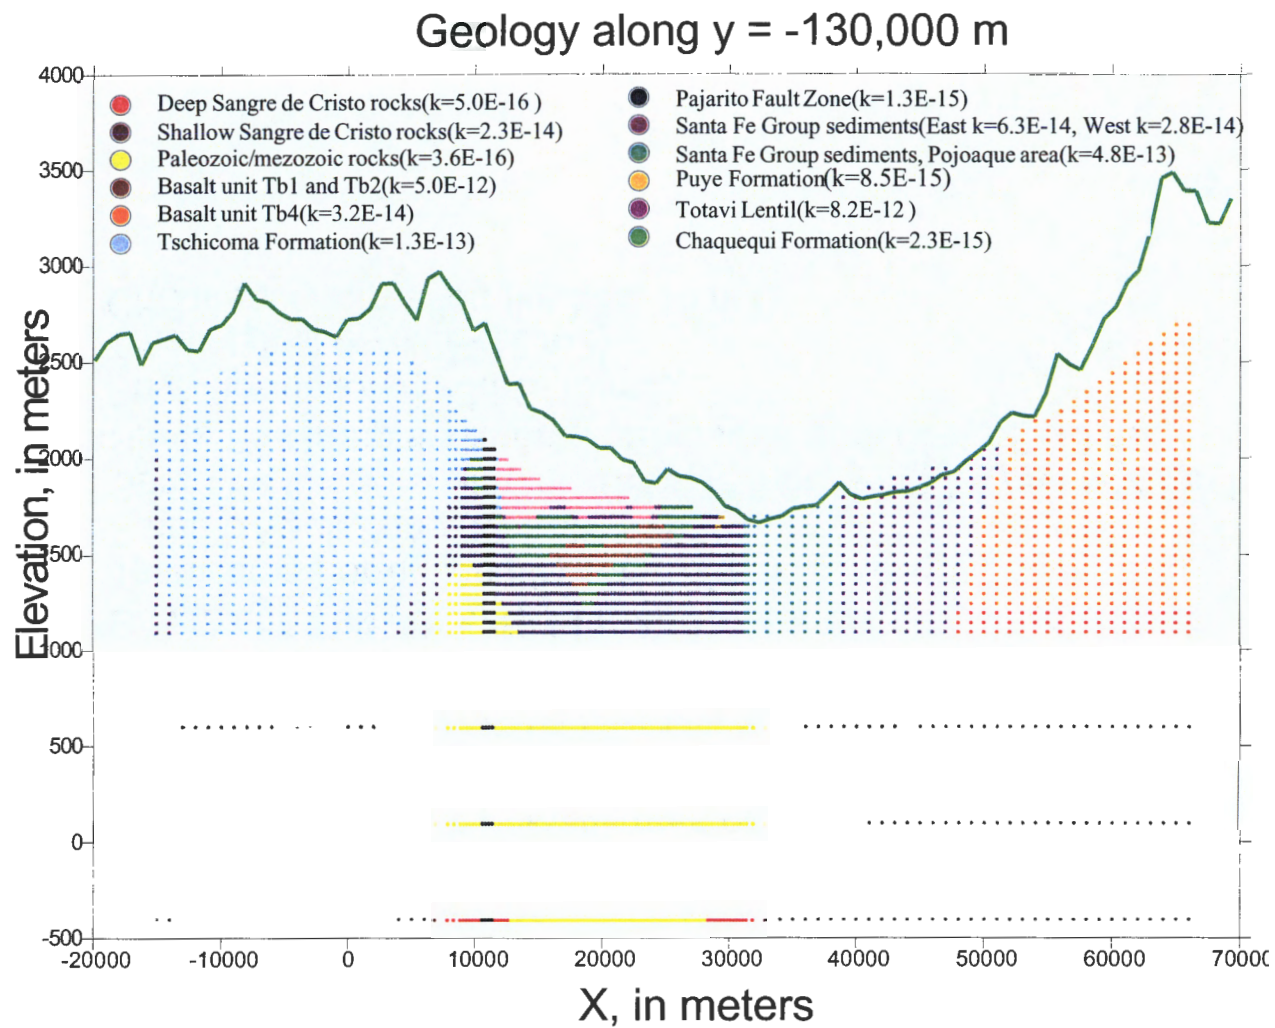 Geology along y = -130,000 m
4000
3500
3000
2500
2000
1500
1000
500
0
-500
Elevation, in meters
Deep Sangre de Cristo rocks(k=5.0E-16 )
Shallow Sangre de Cristo rocks(k=2.3E-14)
Paleozoic/mezozoic rocks(k=3.6E-16)
Basalt unit Tb1 and Tb2(k=5.0E-12)
Basalt unit Tb4(k=3.2E-14)
Tschicoma Formation(k=1.3E-13)
Pajarito Fault Zone(k=1.3E-15)
Santa Fe Group sediments(East k=6.3E-14, West k=2.8E-14)
Santa Fe Group sediments, Pojoaque area(k=4.8E-13)
Puye Formation(k=8.5E-15)
Totavi Lentil(k=8.2E-12 )
Chaquequi Formation(k=2.3E-15)
-20000 -10000 0 10000 20000 30000 40000 50000 60000 70000
X, in meters